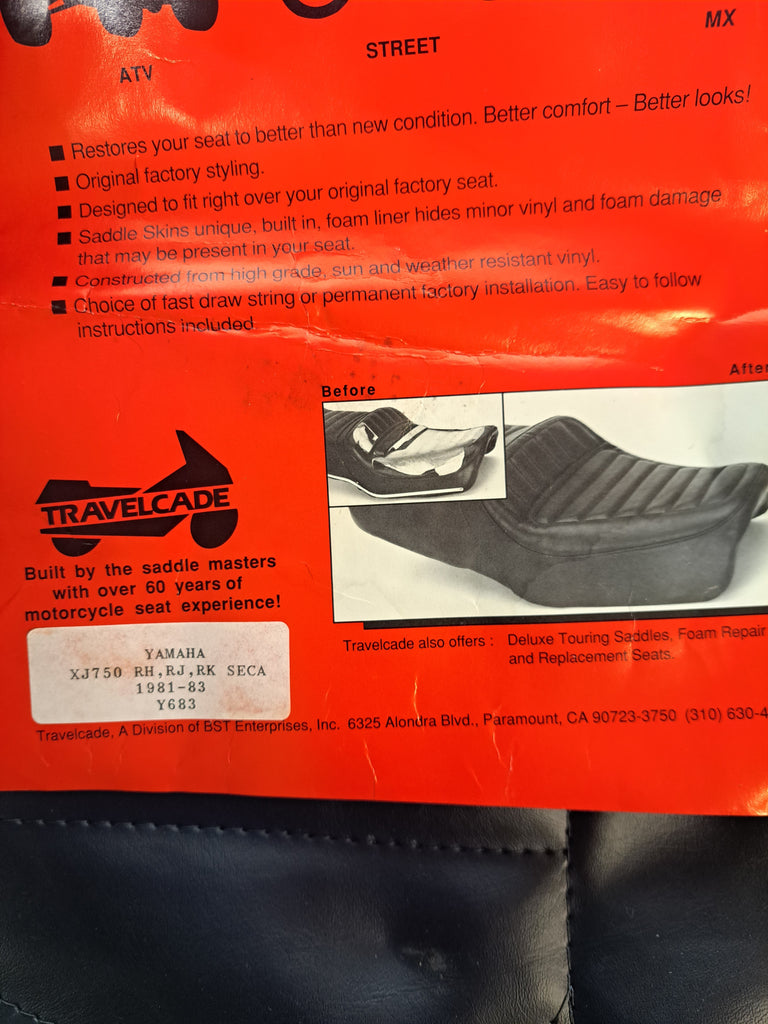 MX
STREET
ATV
■ Restores your seat to better than new condition. Better comfort – Better looks!
■ Original factory styling.
■ Designed to fit right over your original factory seat.
■ Saddle Skins unique, built in, foam liner hides minor vinyl and foam damage
that may be present in your seat.
■ Constructed from high grade, sun and weather resistant vinyl.
■ Choice of fast draw string or permanent factory installation. Easy to follow
instructions included
Before
After
TRAVELCADE
Built by the saddle masters
with over 60 years of
motorcycle seat experience!
Travelcade also offers : Deluxe Touring Saddles, Foam Repair
and Replacement Seats.
YAMAHA
XJ750 RH,RJ,RK SECA
1981-83
Y683
Travelcade, A Division of BST Enterprises, Inc. 6325 Alondra Blvd., Paramount, CA 90723-3750 (310) 630-4